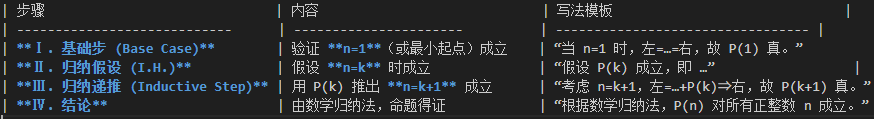 | 步骤 | 内容 | 写法模板 |
| --------------------------- | ------------------ | -------------------------------- |
| **Ⅰ. 基础步 (Base Case)** | 验证 **n=1**（或最小起点）成立 | “当 n=1 时，左=…=右，故 P(1) 真。”
| **Ⅱ. 归纳假设 (I.H.)** | 假设 **n=k** 时成立 | “假设 P(k) 成立，即 …” |
| **Ⅲ. 归纳递推 (Inductive Step)** | 用 P(k) 推出 **n=k+1** 成立 | “考虑 n=k+1，左=…+P(k)⇒右，故 P(k+1) 真。”
| **Ⅳ. 结论** | 由数学归纳法，命题得证 | “根据数学归纳法，P(n) 对所有正整数 n 成立。”